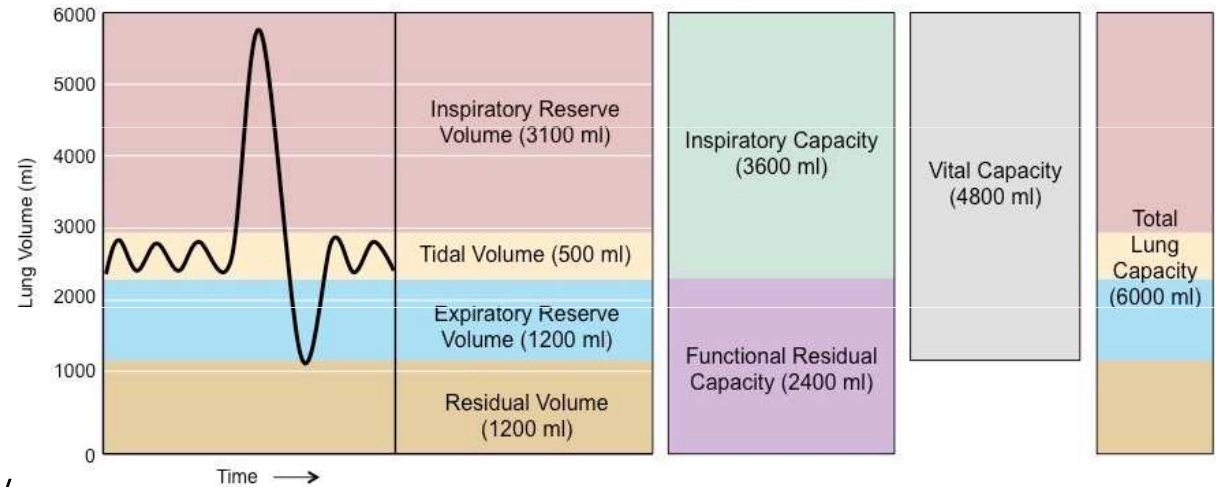 6000
5000
4000
3000
2000
1000
0
Lung Volume (ml)
Time
Inspiratory Reserve
Volume (3100 ml)
Tidal Volume (500 ml)
Expiratory Reserve
Volume (1200 ml)
Residual Volume
(1200 ml)
Inspiratory Capacity
(3600 ml)
Functional Residual
Capacity (2400 ml)
Vital Capacity
(4800 ml)
Total
Lung
Capacity
(6000 ml)